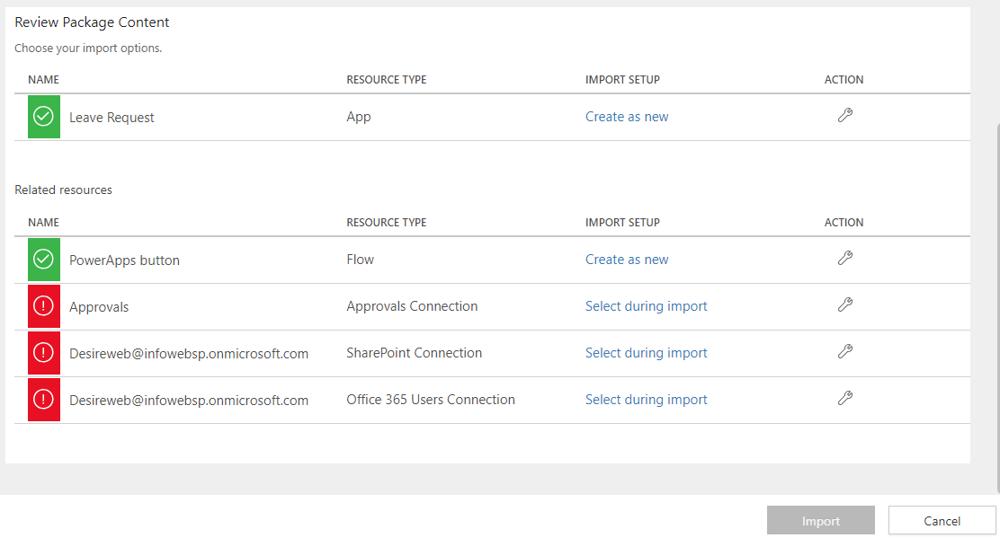 Review Package Content
Choose your import options.
NAME RESOURCE TYPE IMPORT SETUP ACTION
Leave Request App Create as new
Related resources
NAME RESOURCE TYPE IMPORT SETUP ACTION
PowerApps button Flow Create as new
Approvals Approvals Connection Select during import
Desireweb@infowebsp.onmicrosoft.com SharePoint Connection Select during import
Desireweb@infowebsp.onmicrosoft.com Office 365 Users Connection Select during import
Import Cancel